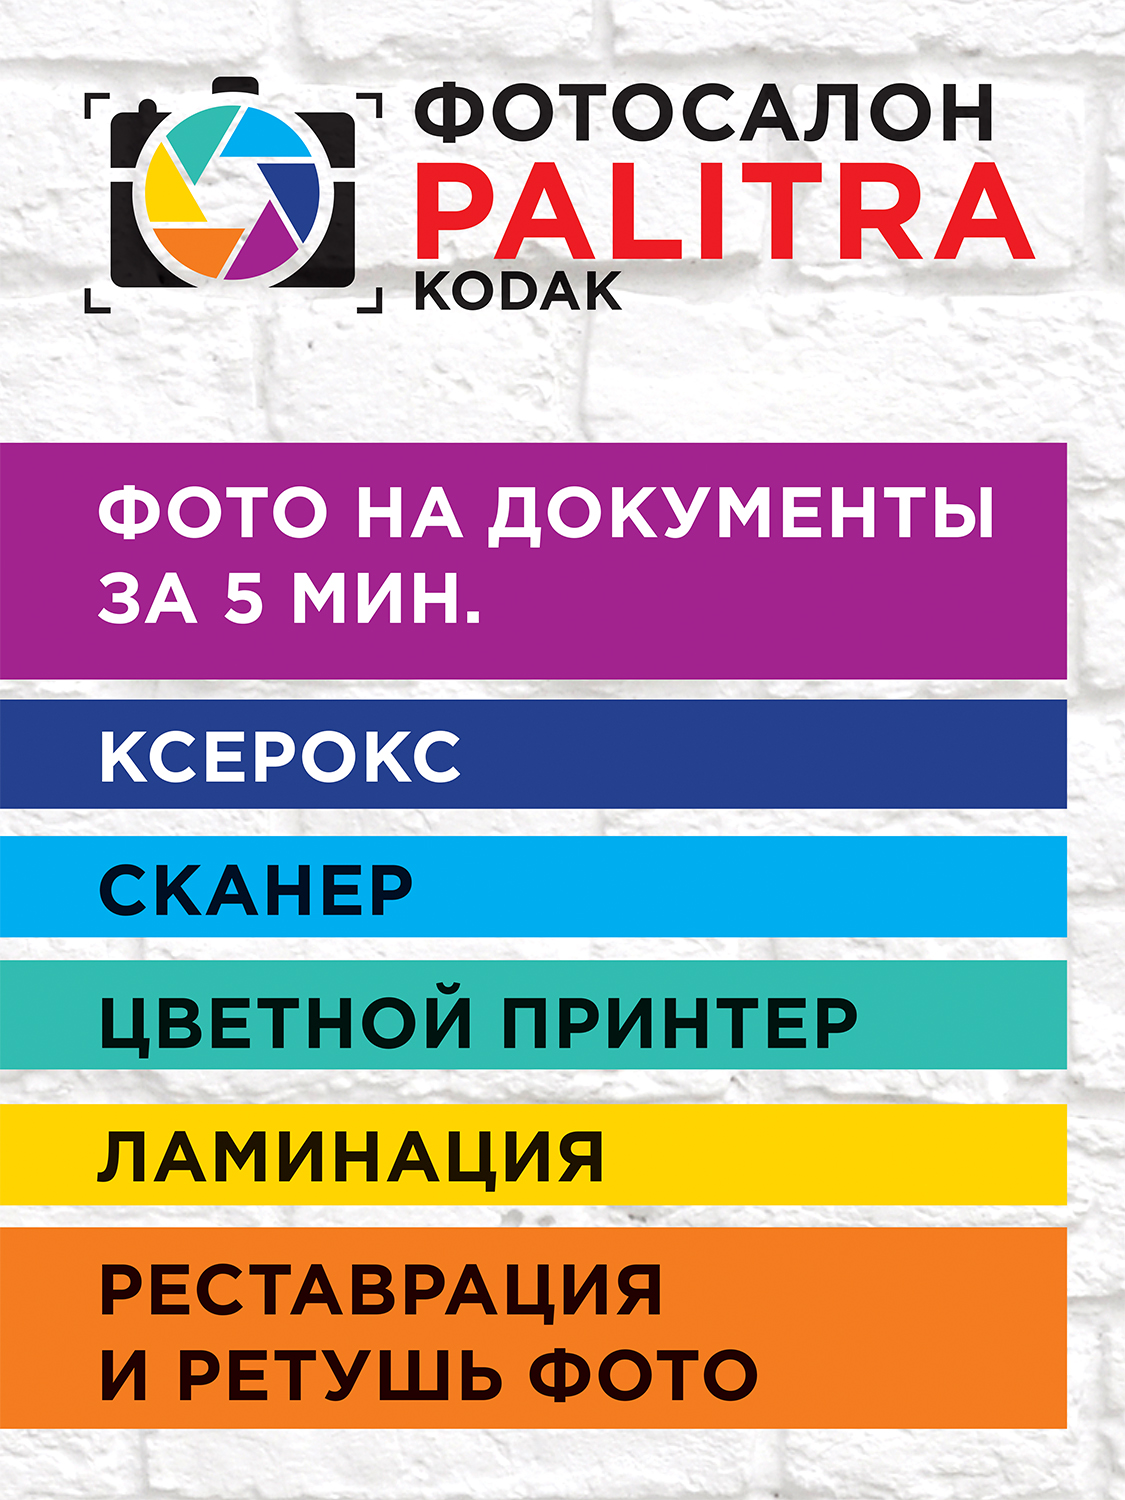 ФОТОСАЛОН
PALITRA
KODAK
ФОТО НА ДОКУМЕНТЫ
ЗА 5 МИН.
КСЕРОКС
СКАНЕР
ЦВЕТНОЙ ПРИНТЕР
ЛАМИНАЦИЯ
РЕСТАВРАЦИЯ
И РЕТУШЬ ФОТО